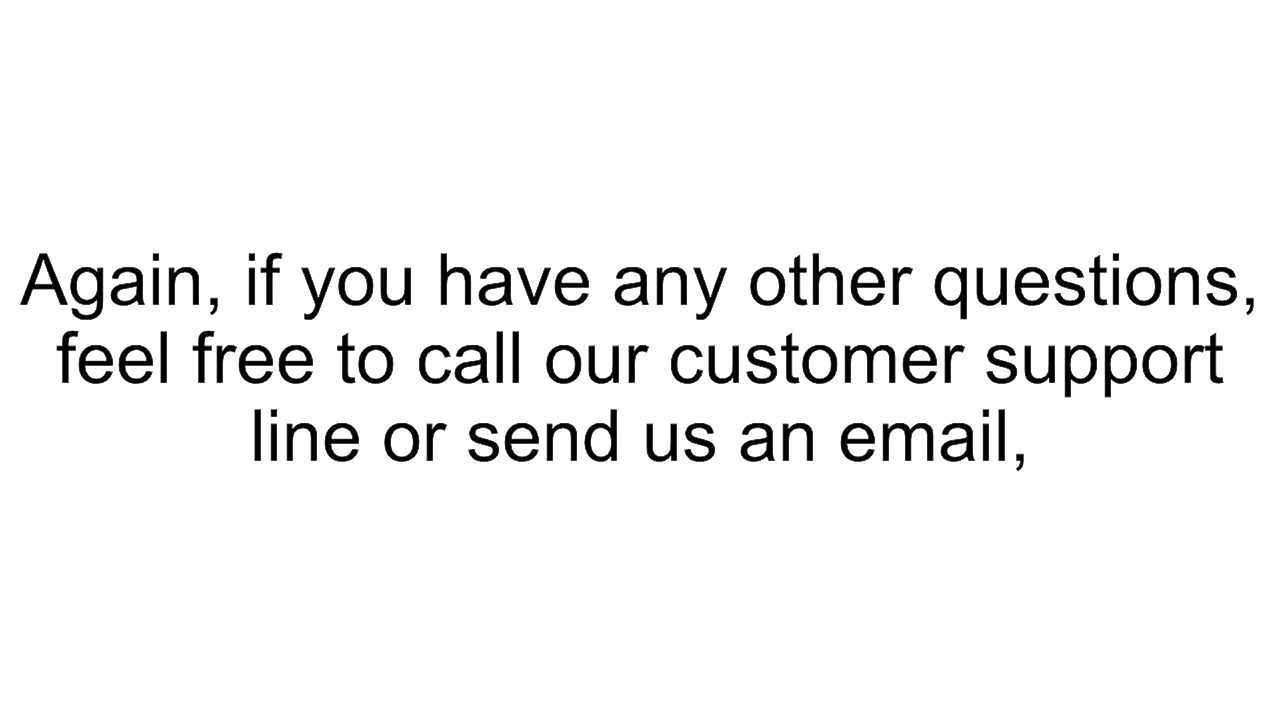 Again, if you have any other questions,
feel free to call our customer support
line or send us an email,